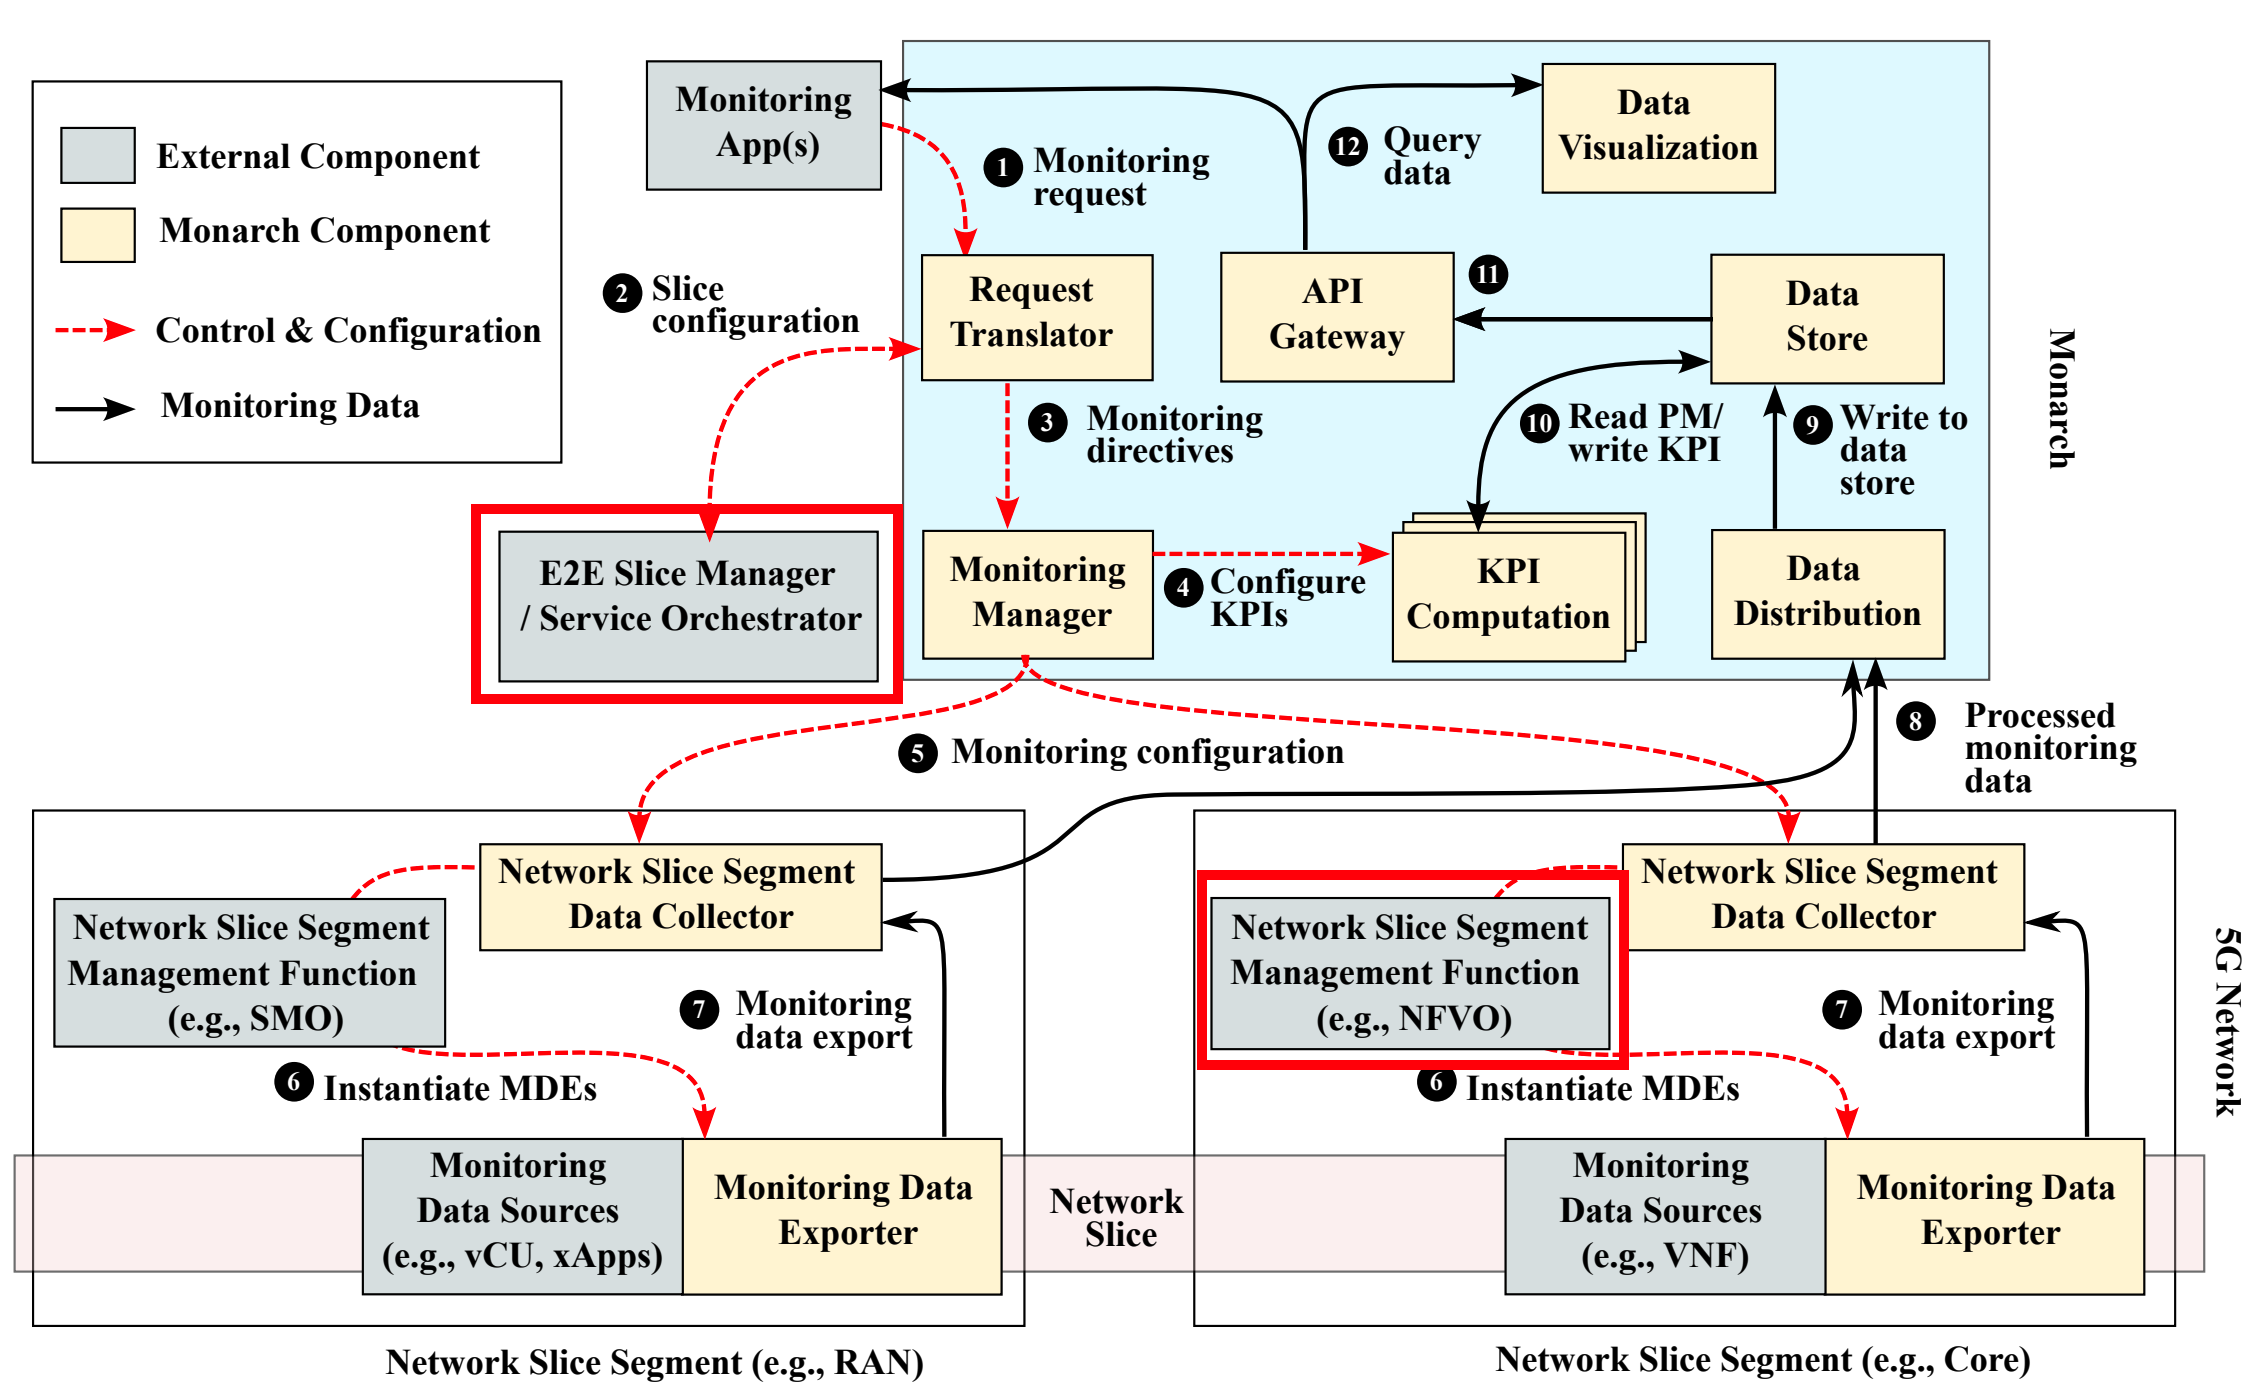 External Component
Monarch Component
Control & Configuration
Monitoring Data
Monitoring
App(s)
1 Monitoring
request
12 Query
data
Data
Visualization
2 Slice
configuration
Request
Translator
API
Gateway
11
Data
Store
Monarch
3 Monitoring
directives
10 Read PM/
write KPI
9 Write to
data
store
E2E Slice Manager
/ Service Orchestrator
Monitoring
Manager
4 Configure
KPIs
KPI
Computation
Data
Distribution
5 Monitoring configuration
8 Processed
monitoring
data
Network Slice Segment
Data Collector
Network Slice Segment
Management Function
(e.g., SMO)
7 Monitoring
data export
6 Instantiate MDEs
Monitoring
Data Sources
(e.g., vCU, xApps)
Monitoring Data
Exporter
Network
Slice
Network Slice Segment
Data Collector
Network Slice Segment
Management Function
(e.g., NFVO)
7 Monitoring
data export
6 Instantiate MDEs
Monitoring
Data Sources
(e.g., VNF)
Monitoring Data
Exporter
5G Network
Network Slice Segment (e.g., RAN)
Network Slice Segment (e.g., Core)